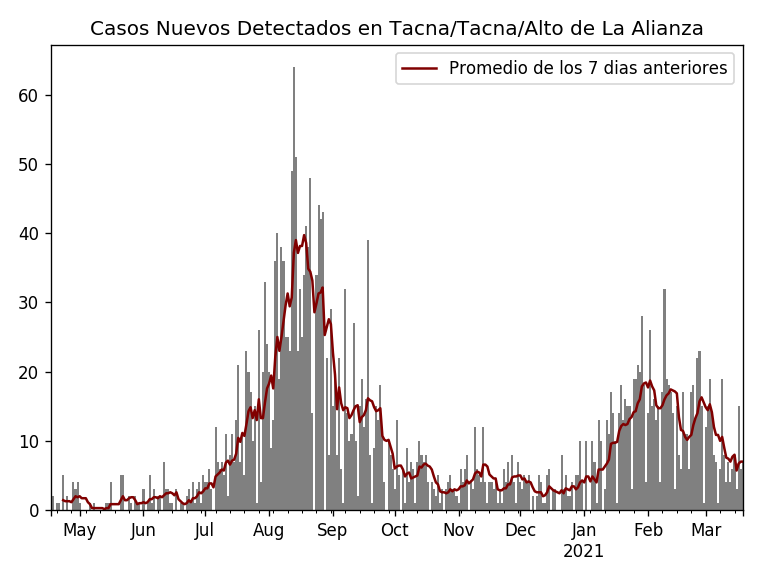 Casos Nuevos Detectados en Tacna/Tacna/Alto de La Alianza
Promedio de los 7 dias anteriores
60
50
40
30
20
10
0
May Jun Jul Aug Sep Oct Nov Dec Jan Feb Mar
2021